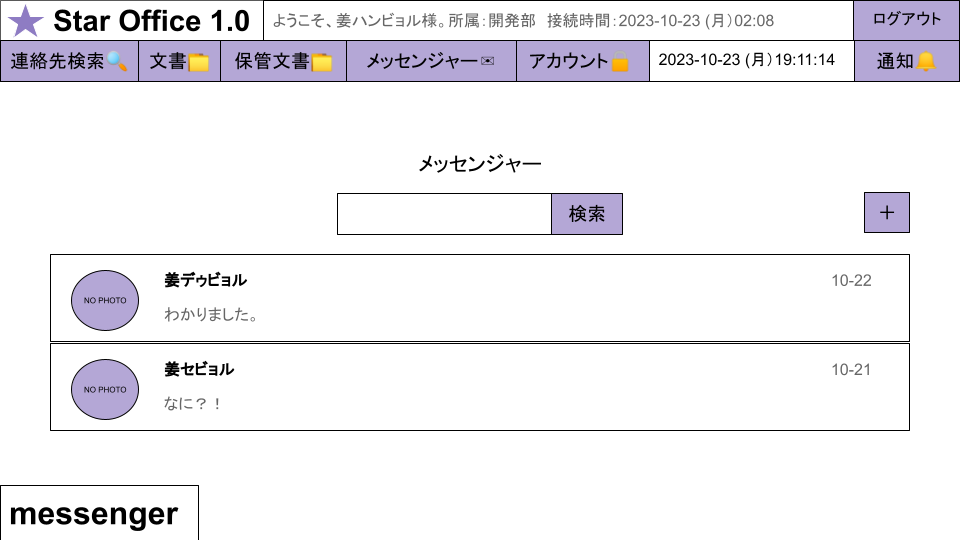 Star Office 1.0
ようこそ、姜ハンビョル様。所属：開発部　接続時間：2023-10-23 (月）02:08
ログアウト
連絡先検索🔍
文書📁
保管文書📁
メッセンジャー✉
アカウント🔒
2023-10-23 (月）19:11:14
通知🔔
メッセンジャー
検索
＋
NO PHOTO
姜デゥビョル
10-22
わかりました。
NO PHOTO
姜セビョル
10-21
なに？！
messenger